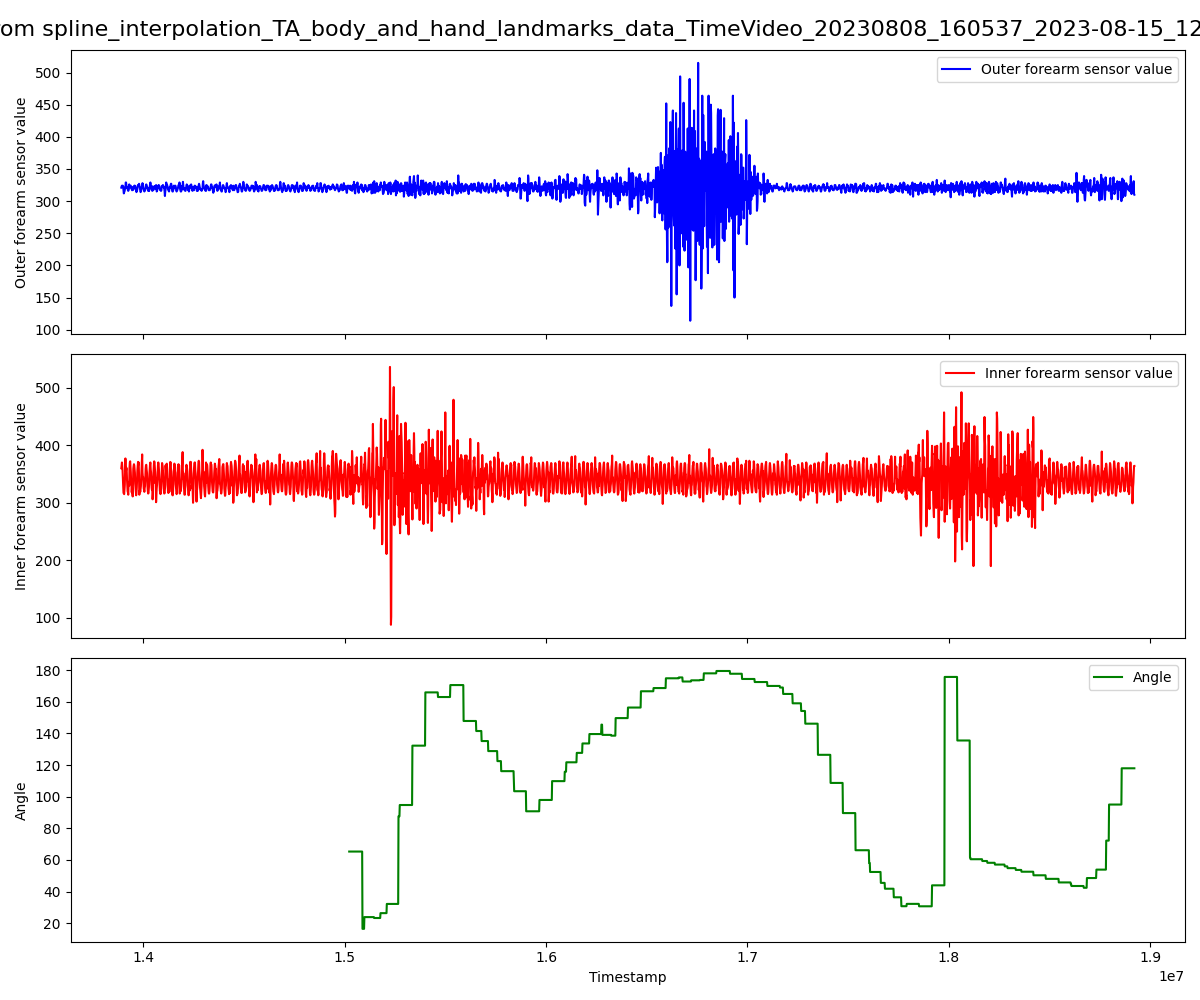 om spline_interpolation_TA_body_and_hand_landmarks_data_TimeVideo_20230808_160537_2023-08-15_12
Outer forearm sensor value
500
450
400
350
300
250
200
150
100
Outer forearm sensor value
Inner forearm sensor value
500
400
300
200
100
Inner forearm sensor value
Angle
180
160
140
120
100
80
60
40
20
Angle
1.4 1.5 1.6 1.7 1.8 1.9
1e7
Timestamp